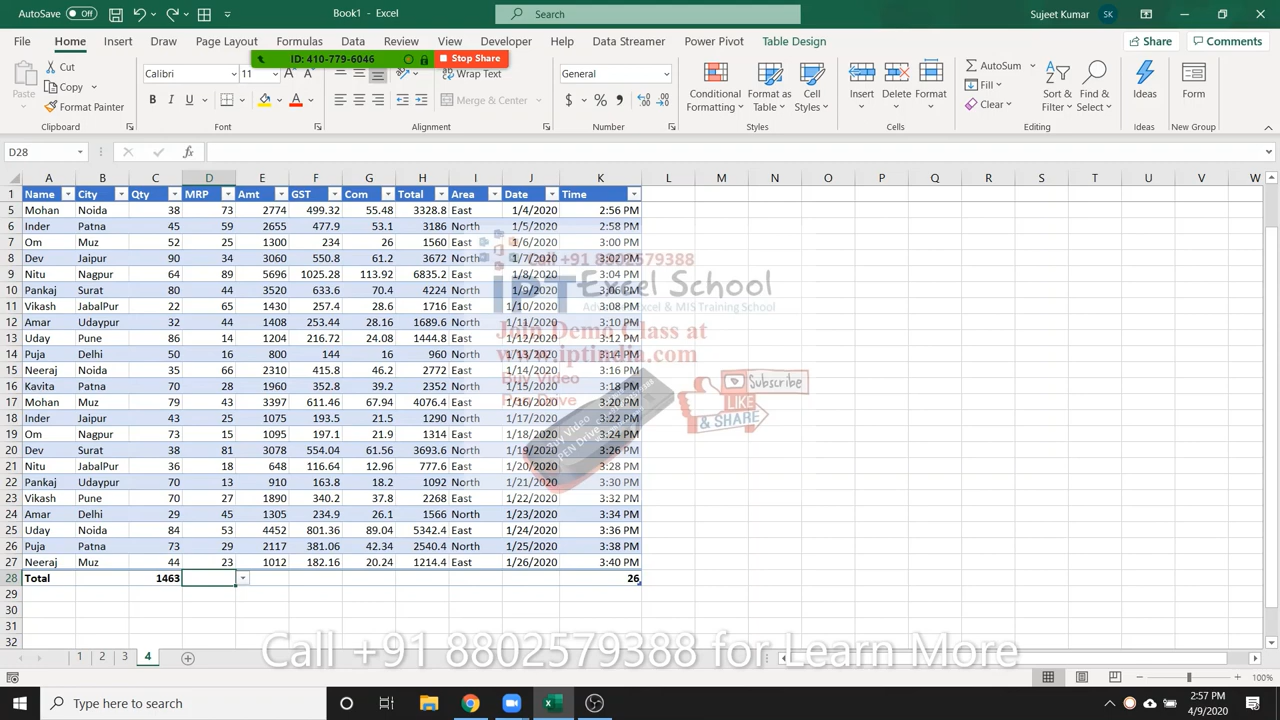 AutoSave Off Book1 - Excel Search Sujeet Kumar SK
File Home Insert Draw Page Layout Formulas Data Review View Developer Help Data Streamer Power Pivot Table Design Share Comments
ID: 410-779-6046 Stop Share
Cut
Copy
Format Painter
Paste
Clipboard
Calibri 11
B I U
Font
Wrap Text
Merge & Center
Alignment
General
$ % ,
Number
Conditional Formatting
Format as Table
Cell Styles
Styles
Insert Delete Format
Cells
AutoSum
Fill
Clear
Sort & Filter
Find & Select
Editing
Ideas
Ideas
Form
New Group
D28 fx
A B C D E F G H I J K L M N O P Q R S T U V W
1 Name City Qty MRP Amt GST Com Total Area Date Time
5 Mohan Noida 38 73 2774 499.32 55.48 3328.8 East 1/4/2020 2:56 PM
6 Inder Patna 45 59 2655 477.9 53.1 3186 North 1/5/2020 2:58 PM
7 Om Muz 52 25 1300 234 26 1560 East 1/6/2020 3:00 PM
8 Dev Jaipur 90 34 3060 550.8 61.2 3672 North 1/7/2020 3:02 PM
9 Nitu Nagpur 64 89 5696 1025.28 113.92 6835.2 East 1/8/2020 3:04 PM
10 Pankaj Surat 80 44 3520 633.6 70.4 4224 North 1/9/2020 3:06 PM
11 Vikash JabalPur 22 65 1430 257.4 28.6 1716 East 1/10/2020 3:08 PM
12 Amar Udaypur 32 44 1408 253.44 28.16 1689.6 North 1/11/2020 3:10 PM
13 Uday Pune 86 14 1204 216.72 24.08 1444.8 East 1/12/2020 3:12 PM
14 Puja Delhi 50 16 800 144 16 960 North 1/13/2020 3:14 PM
15 Neeraj Noida 35 66 2310 415.8 46.2 2772 East 1/14/2020 3:16 PM
16 Kavita Patna 70 28 1960 352.8 39.2 2352 North 1/15/2020 3:18 PM
17 Mohan Muz 79 43 3397 611.46 67.94 4076.4 East 1/16/2020 3:20 PM
18 Inder Jaipur 43 25 1075 193.5 21.5 1290 North 1/17/2020 3:22 PM
19 Om Nagpur 73 15 1095 197.1 21.9 1314 East 1/18/2020 3:24 PM
20 Dev Surat 38 81 3078 554.04 61.56 3693.6 North 1/19/2020 3:26 PM
21 Nitu JabalPur 36 18 648 116.64 12.96 777.6 East 1/20/2020 3:28 PM
22 Pankaj Udaypur 70 13 910 163.8 18.2 1092 North 1/21/2020 3:30 PM
23 Vikash Pune 70 27 1890 340.2 37.8 2268 East 1/22/2020 3:32 PM
24 Amar Delhi 29 45 1305 234.9 26.1 1566 North 1/23/2020 3:34 PM
25 Uday Noida 84 53 4452 801.36 89.04 5342.4 East 1/24/2020 3:36 PM
26 Puja Patna 73 29 2117 381.06 42.34 2540.4 North 1/25/2020 3:38 PM
27 Neeraj Muz 44 23 1012 182.16 20.24 1214.4 East 1/26/2020 3:40 PM
28 Total 1463 26
29
30
31
32
Call +91 8802579388
iPT Excel School
Advanced Excel & MIS Training School
Join Demo Class at
www.iptindia.com
Buy Video
Pen Drive
Buy Video
PEN Drive
Subscribe
LIKE
& SHARE
1 2 3 4
Call +91 8802579388 for Learn More
100%
Type here to search
2:57 PM
4/9/2020